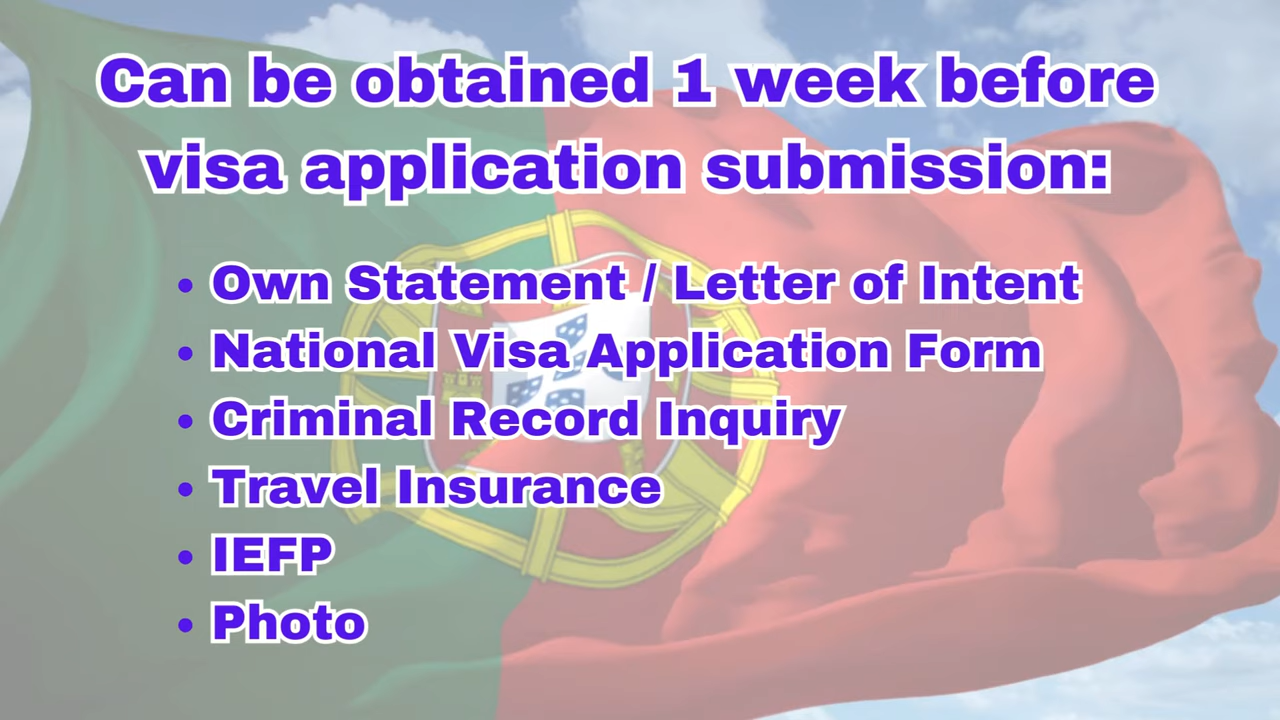 Can be obtained 1 week before
visa application submission:
• Own Statement / Letter of Intent
• National Visa Application Form
• Criminal Record Inquiry
• Travel Insurance
• IEFP
• Photo